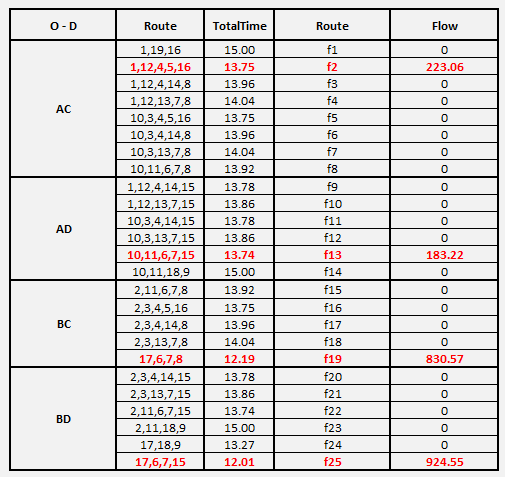 O - D Route TotalTime Route Flow
AC
1,19,16 15.00 f1 0
1,12,4,5,16 13.75 f2 223.06
1,12,4,14,8 13.96 f3 0
1,12,13,7,8 14.04 f4 0
10,3,4,5,16 13.75 f5 0
10,3,4,14,8 13.96 f6 0
10,3,13,7,8 14.04 f7 0
10,11,6,7,8 13.92 f8 0
AD
1,12,4,14,15 13.78 f9 0
1,12,13,7,15 13.86 f10 0
10,3,4,14,15 13.78 f11 0
10,3,13,7,15 13.86 f12 0
10,11,6,7,15 13.74 f13 183.22
10,11,18,9 15.00 f14 0
BC
2,11,6,7,8 13.92 f15 0
2,3,4,5,16 13.75 f16 0
2,3,4,14,8 13.96 f17 0
2,3,13,7,8 14.04 f18 0
17,6,7,8 12.19 f19 830.57
BD
2,3,4,14,15 13.78 f20 0
2,3,13,7,15 13.86 f21 0
2,11,6,7,15 13.74 f22 0
2,11,18,9 15.00 f23 0
17,18,9 13.27 f24 0
17,6,7,15 12.01 f25 924.55